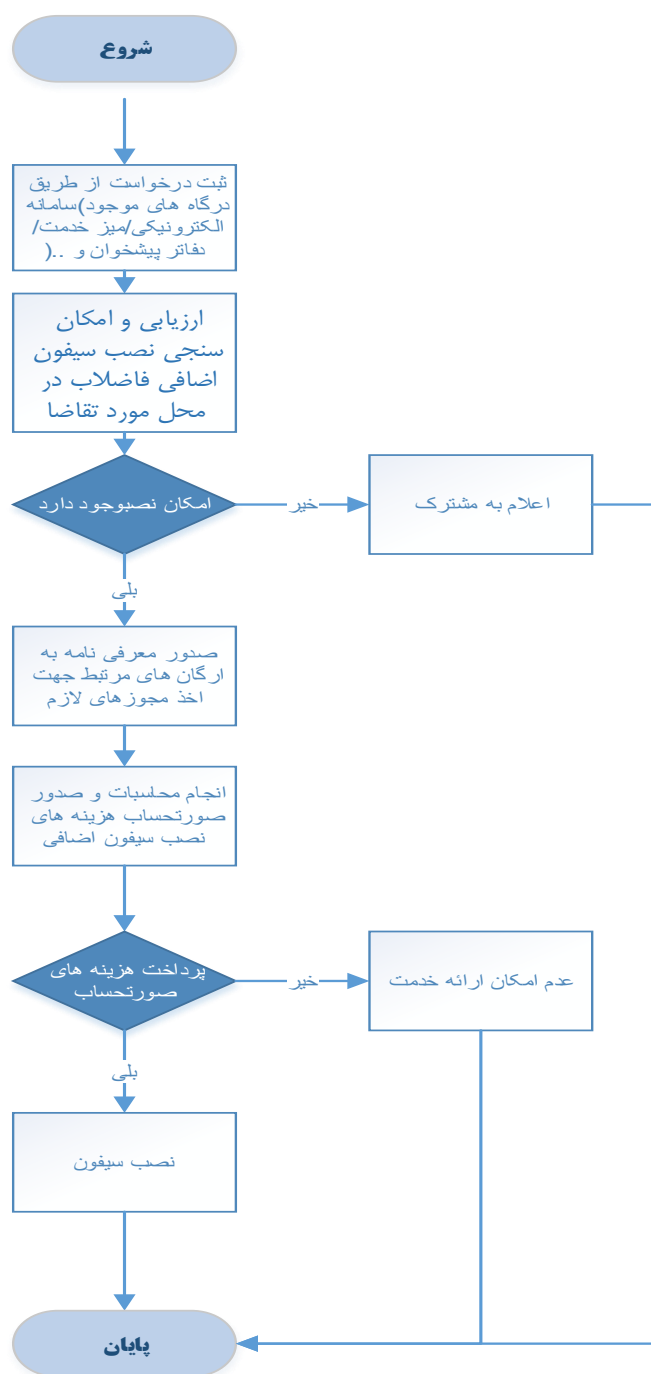 شروع
ثبت درخواست از طریق
درگاه های موجود)سامانه
الکترونیکی/میز خدمت/
دفاتر پیشخوان و ..(
ارزیابی و امکان
سنجی نصب سیفون
اضافی فاضلاب در
محل مورد تقاضا
امکان نصبوجود دارد
خیر
اعلام به مشترک
بلی
صدور معرفی نامه به
ارگان های مرتبط جهت
اخذ مجوزهای لازم
انجام محاسبات و صدور
صورتحساب هزینه های
نصب سیفون اضافی
پرداخت هزینه های
صورتحساب
خیر
عدم امکان ارائه خدمت
بلی
نصب سیفون
پایان